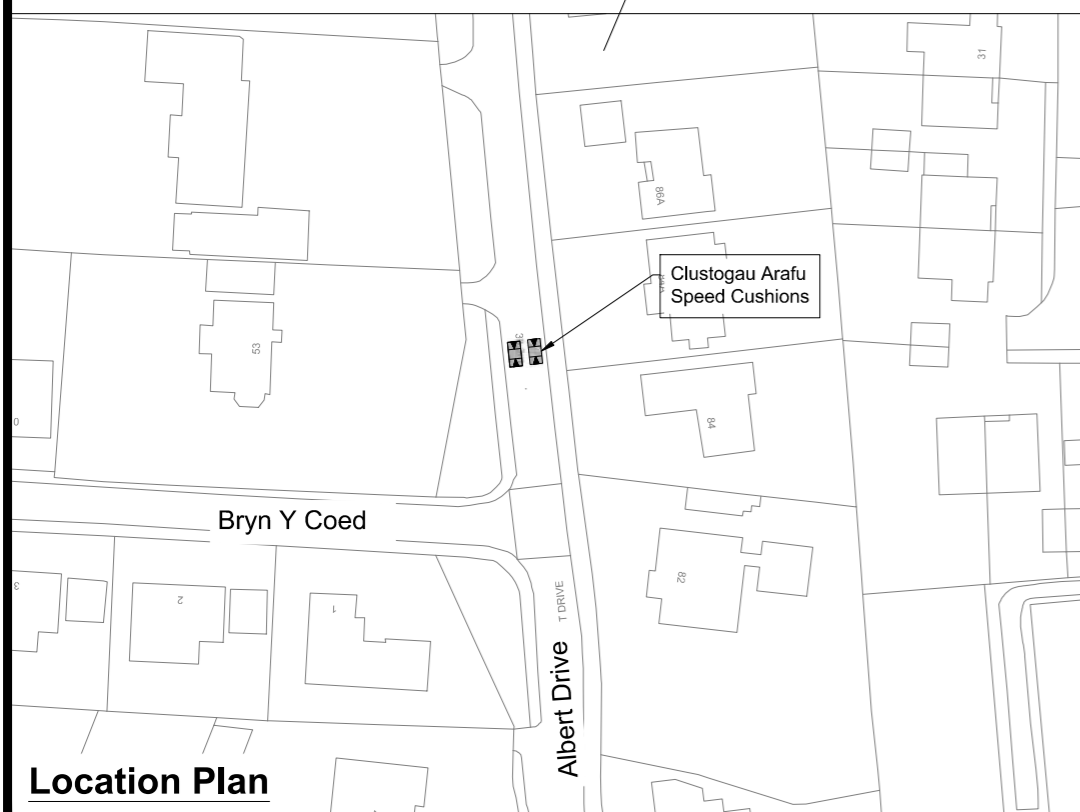 31
86A
Clustogau Arafu
Speed Cushions
53
84
Bryn Y Coed
82
3
2
1
T DRIVE
Albert Drive
Location Plan